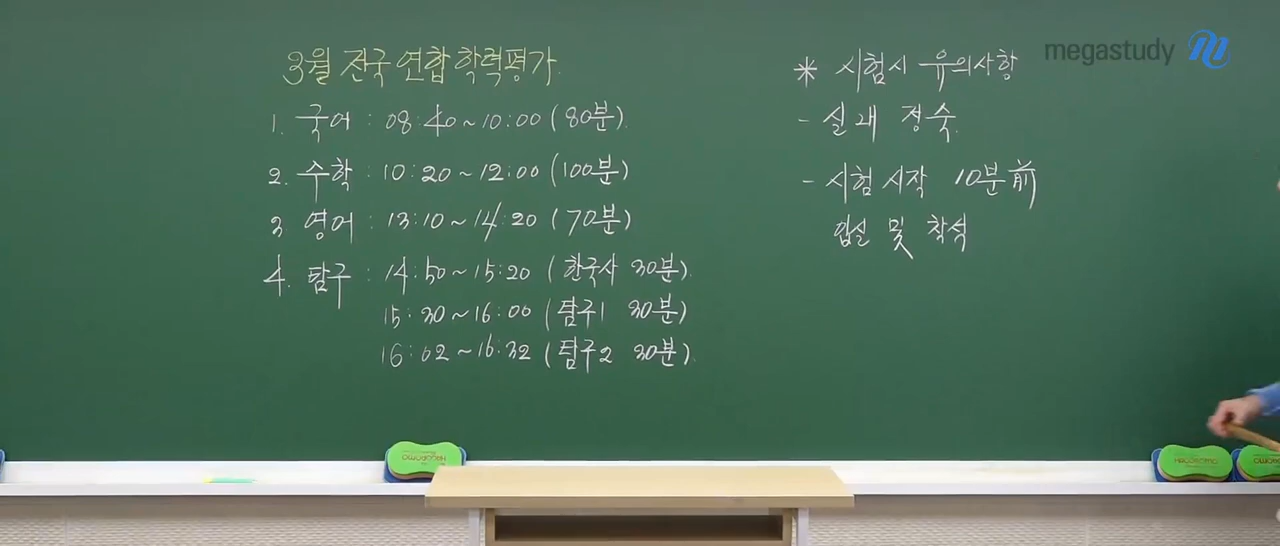 megastudy
3월 전국 연합 학력평가.
1. 국어 : 08:40~10:00 (80분).
2. 수학 : 10:20~12:00 (100분)
3 영어 : 13:10~14:20 (70분)
4. 탐구 : 14:50~15:20 (한국사 30분).
15:30~16:00 (탐구1 30분)
16:02~16:32 (탐구2 30분).
* 시험시 유의사항
- 실내 정숙.
- 시험 시작 10분 前
입실 및 착석